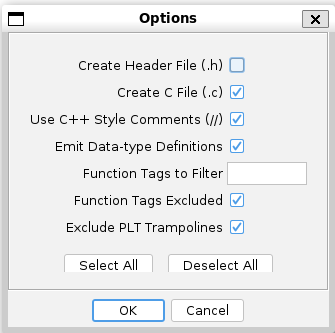 Options
Create Header File (.h)
Create C File (.c)
Use C++ Style Comments (//)
Emit Data-type Definitions
Function Tags to Filter
Function Tags Excluded
Exclude PLT Trampolines
Select All Deselect All
OK Cancel